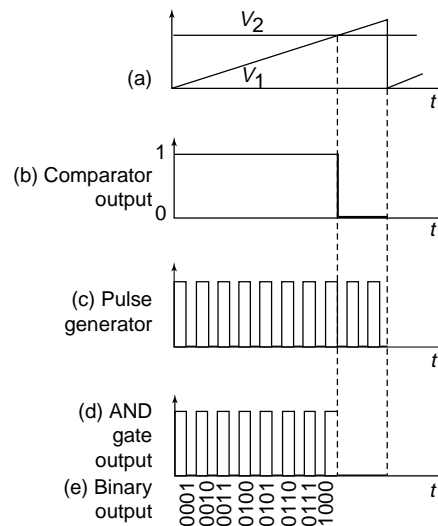 V2
(a)
V1
t
1
(b) Comparator
output
0
t
(c) Pulse
generator
t
(d) AND
gate
output
t
(e) Binary
output
0001 0010 0011 0100 0101 0110 0111 1000